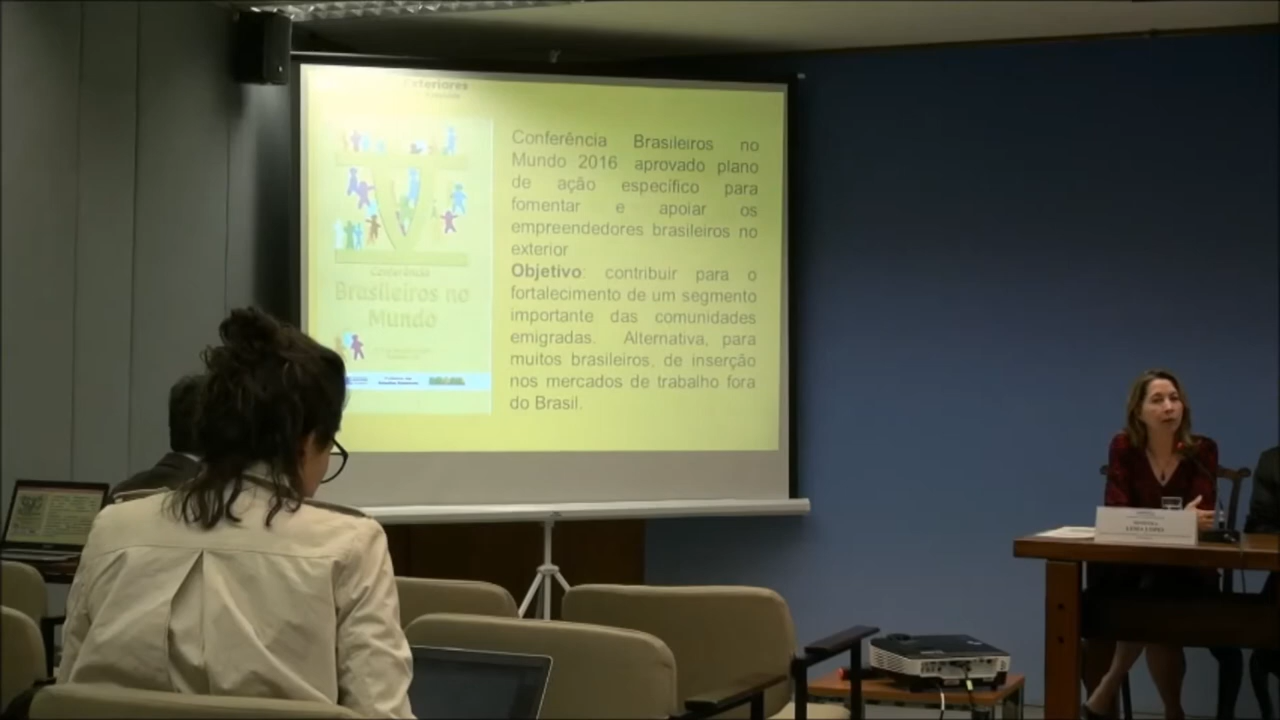 Exteriores
Conferência Brasileiros no
Mundo 2016 aprovado plano
de ação específico para
fomentar e apoiar os
empreendedores brasileiros no
exterior
Objetivo: contribuir para o
fortalecimento de um segmento
importante das comunidades
emigradas. Alternativa, para
muitos brasileiros, de inserção
nos mercados de trabalho fora
do Brasil.
Conferência
Brasileiros no
Mundo
BRASIL